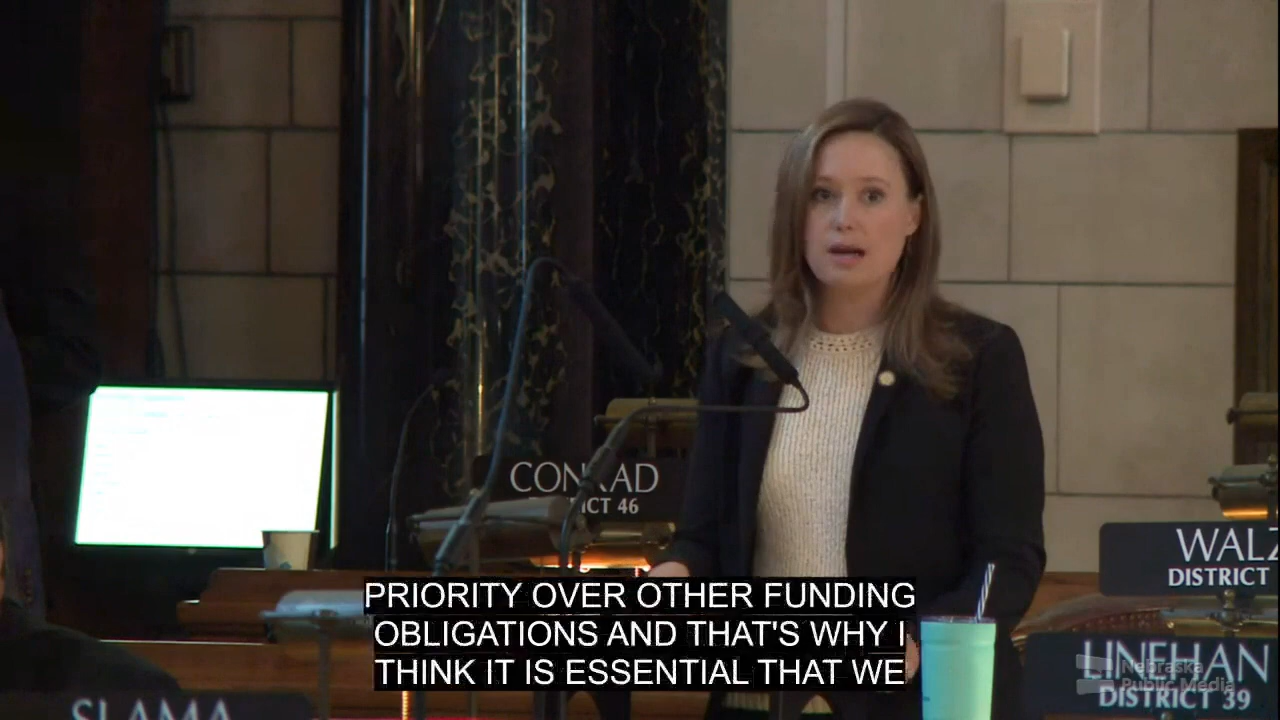 CONRAD
DISTRICT 46
WALZ
DISTRICT
PRIORITY OVER OTHER FUNDING
OBLIGATIONS AND THAT'S WHY I
THINK IT IS ESSENTIAL THAT WE
LINEHAN
DISTRICT 39
Nebraska
Public Media
SLAMA